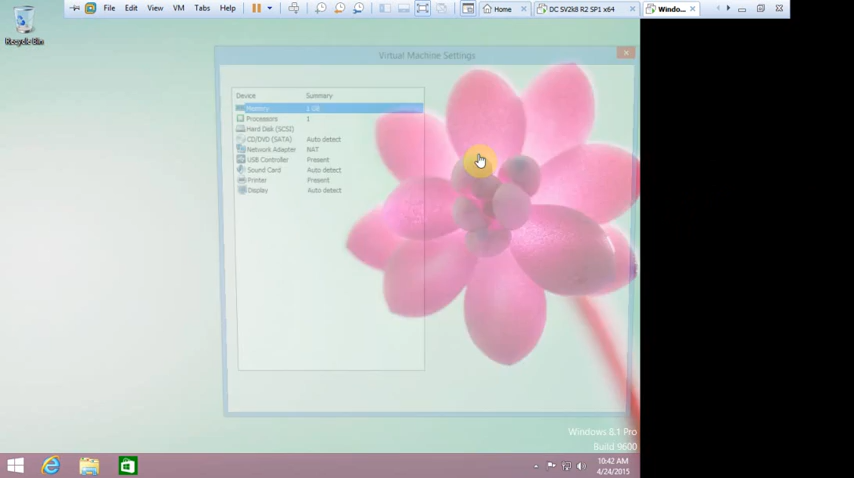 File Edit View VM Tabs Help Home DC SV2k8 R2 SP1 x64 Windo...
Recycle Bin
Virtual Machine Settings
Device Summary
Memory 1 GB
Processors 1
Hard Disk (SCSI)
CD/DVD (SATA) Auto detect
Network Adapter NAT
USB Controller Present
Sound Card Auto detect
Printer Present
Display Auto detect
Windows 8.1 Pro
Build 9600
10:42 AM
4/24/2015